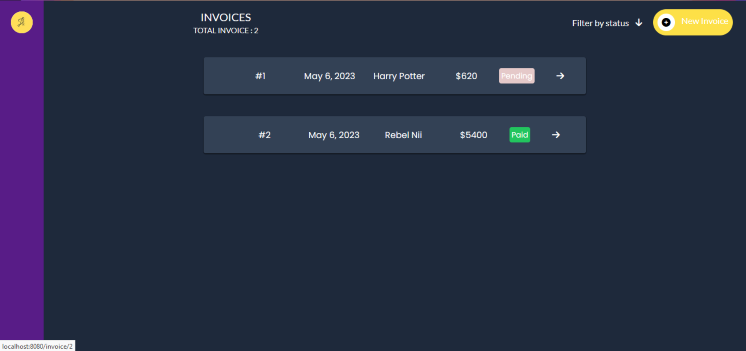 INVOICES
TOTAL INVOICE : 2
Filter by status
New Invoice
#1 May 6, 2023 Harry Potter $620 Pending
#2 May 6, 2023 Rebel Nii $5400 Paid
localhost:8080/invoice/2